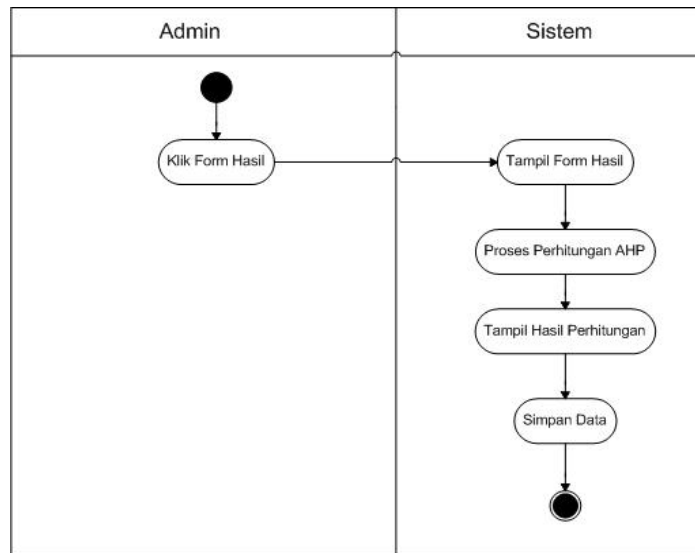 Admin
Sistem
Klik Form Hasil
Tampil Form Hasil
Proses Perhitungan AHP
Tampil Hasil Perhitungan
Simpan Data